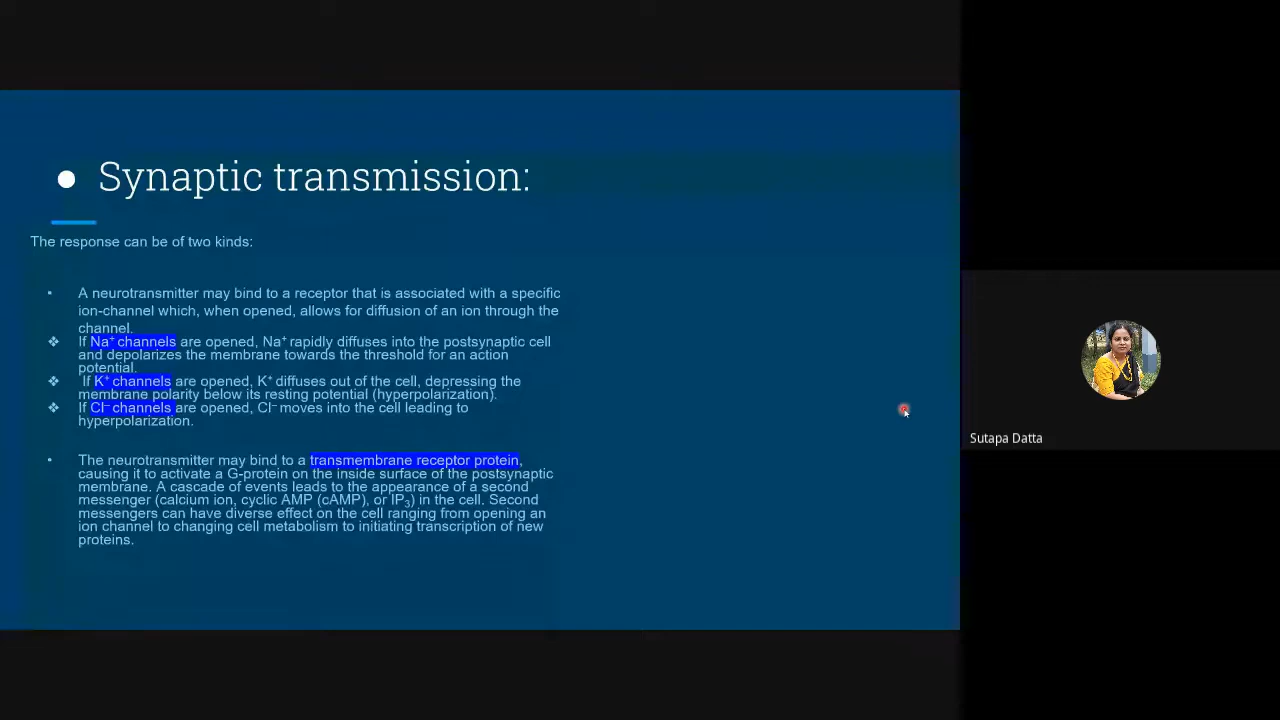 ● Synaptic transmission:
The response can be of two kinds:
• A neurotransmitter may bind to a receptor that is associated with a specific
ion-channel which, when opened, allows for diffusion of an ion through the
channel.
❖ If Na⁺ channels are opened, Na⁺ rapidly diffuses into the postsynaptic cell
and depolarizes the membrane towards the threshold for an action
potential.
❖ If K⁺ channels are opened, K⁺ diffuses out of the cell, depressing the
membrane polarity below its resting potential (hyperpolarization).
❖ If Cl⁻ channels are opened, Cl⁻ moves into the cell leading to
hyperpolarization.
• The neurotransmitter may bind to a transmembrane receptor protein,
causing it to activate a G-protein on the inside surface of the postsynaptic
membrane. A cascade of events leads to the appearance of a second
messenger (calcium ion, cyclic AMP (cAMP), or IP₃) in the cell. Second
messengers can have diverse effect on the cell ranging from opening an
ion channel to changing cell metabolism to initiating transcription of new
proteins.
Sutapa Datta